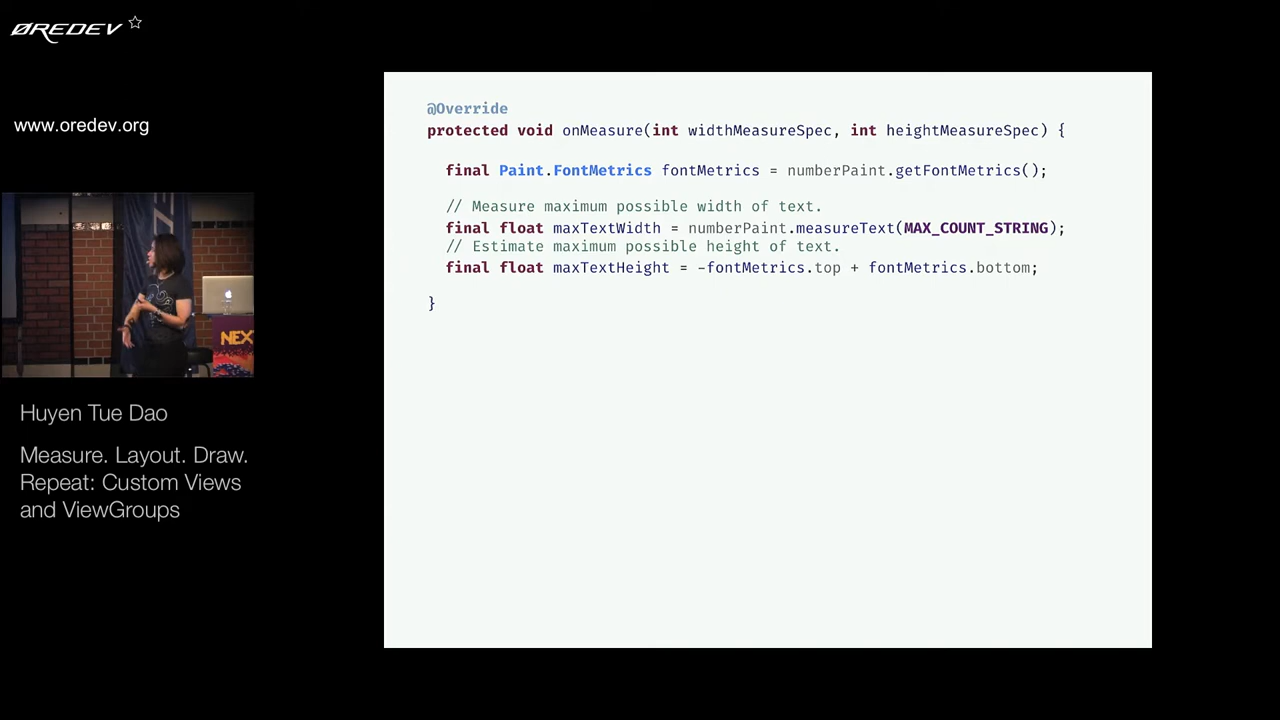 ØREDEV
www.oredev.org
@Override
protected void onMeasure(int widthMeasureSpec, int heightMeasureSpec) {
final Paint.FontMetrics fontMetrics = numberPaint.getFontMetrics();
// Measure maximum possible width of text.
final float maxTextWidth = numberPaint.measureText(MAX_COUNT_STRING);
// Estimate maximum possible height of text.
final float maxTextHeight = -fontMetrics.top + fontMetrics.bottom;
}
NEX
Huyen Tue Dao
Measure. Layout. Draw.
Repeat: Custom Views
and ViewGroups